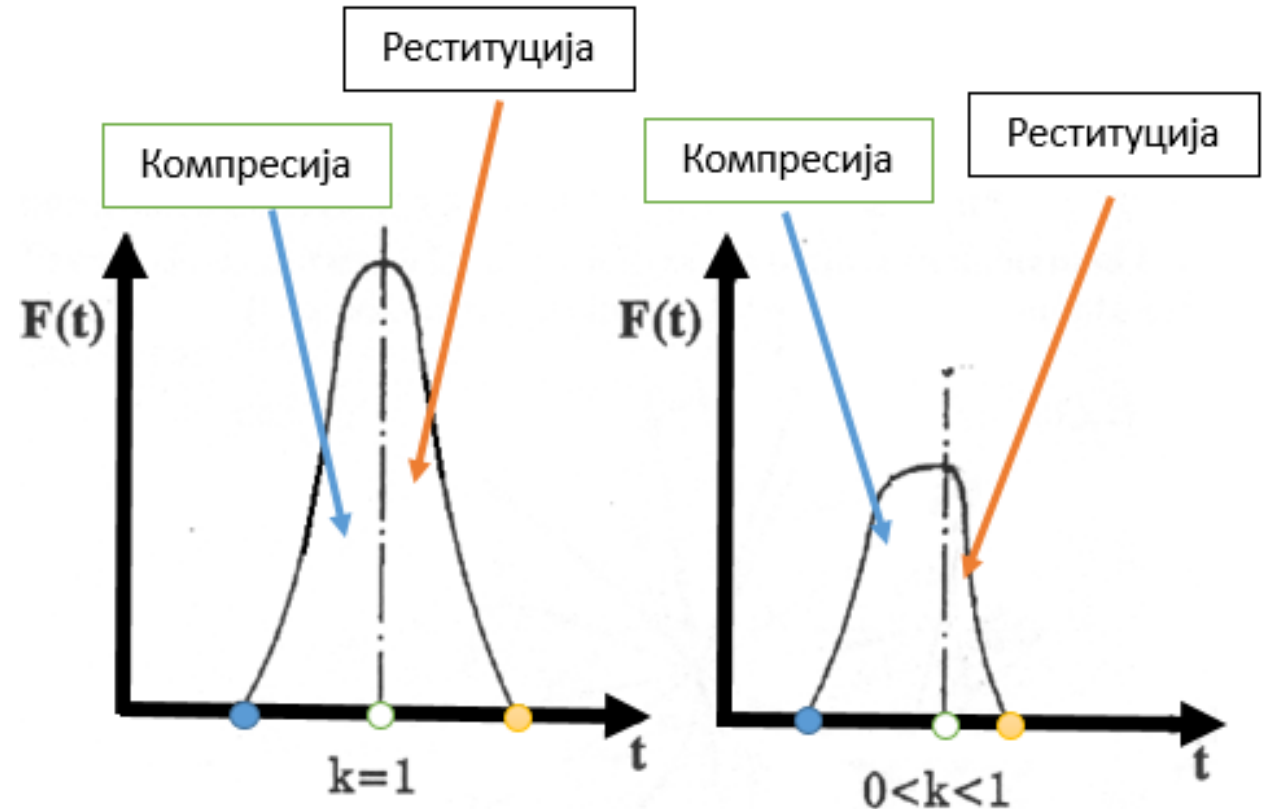 Реституција
Компресија
F(t)
t
k=1
Реституција
Компресија
F(t)
t
0<k<1